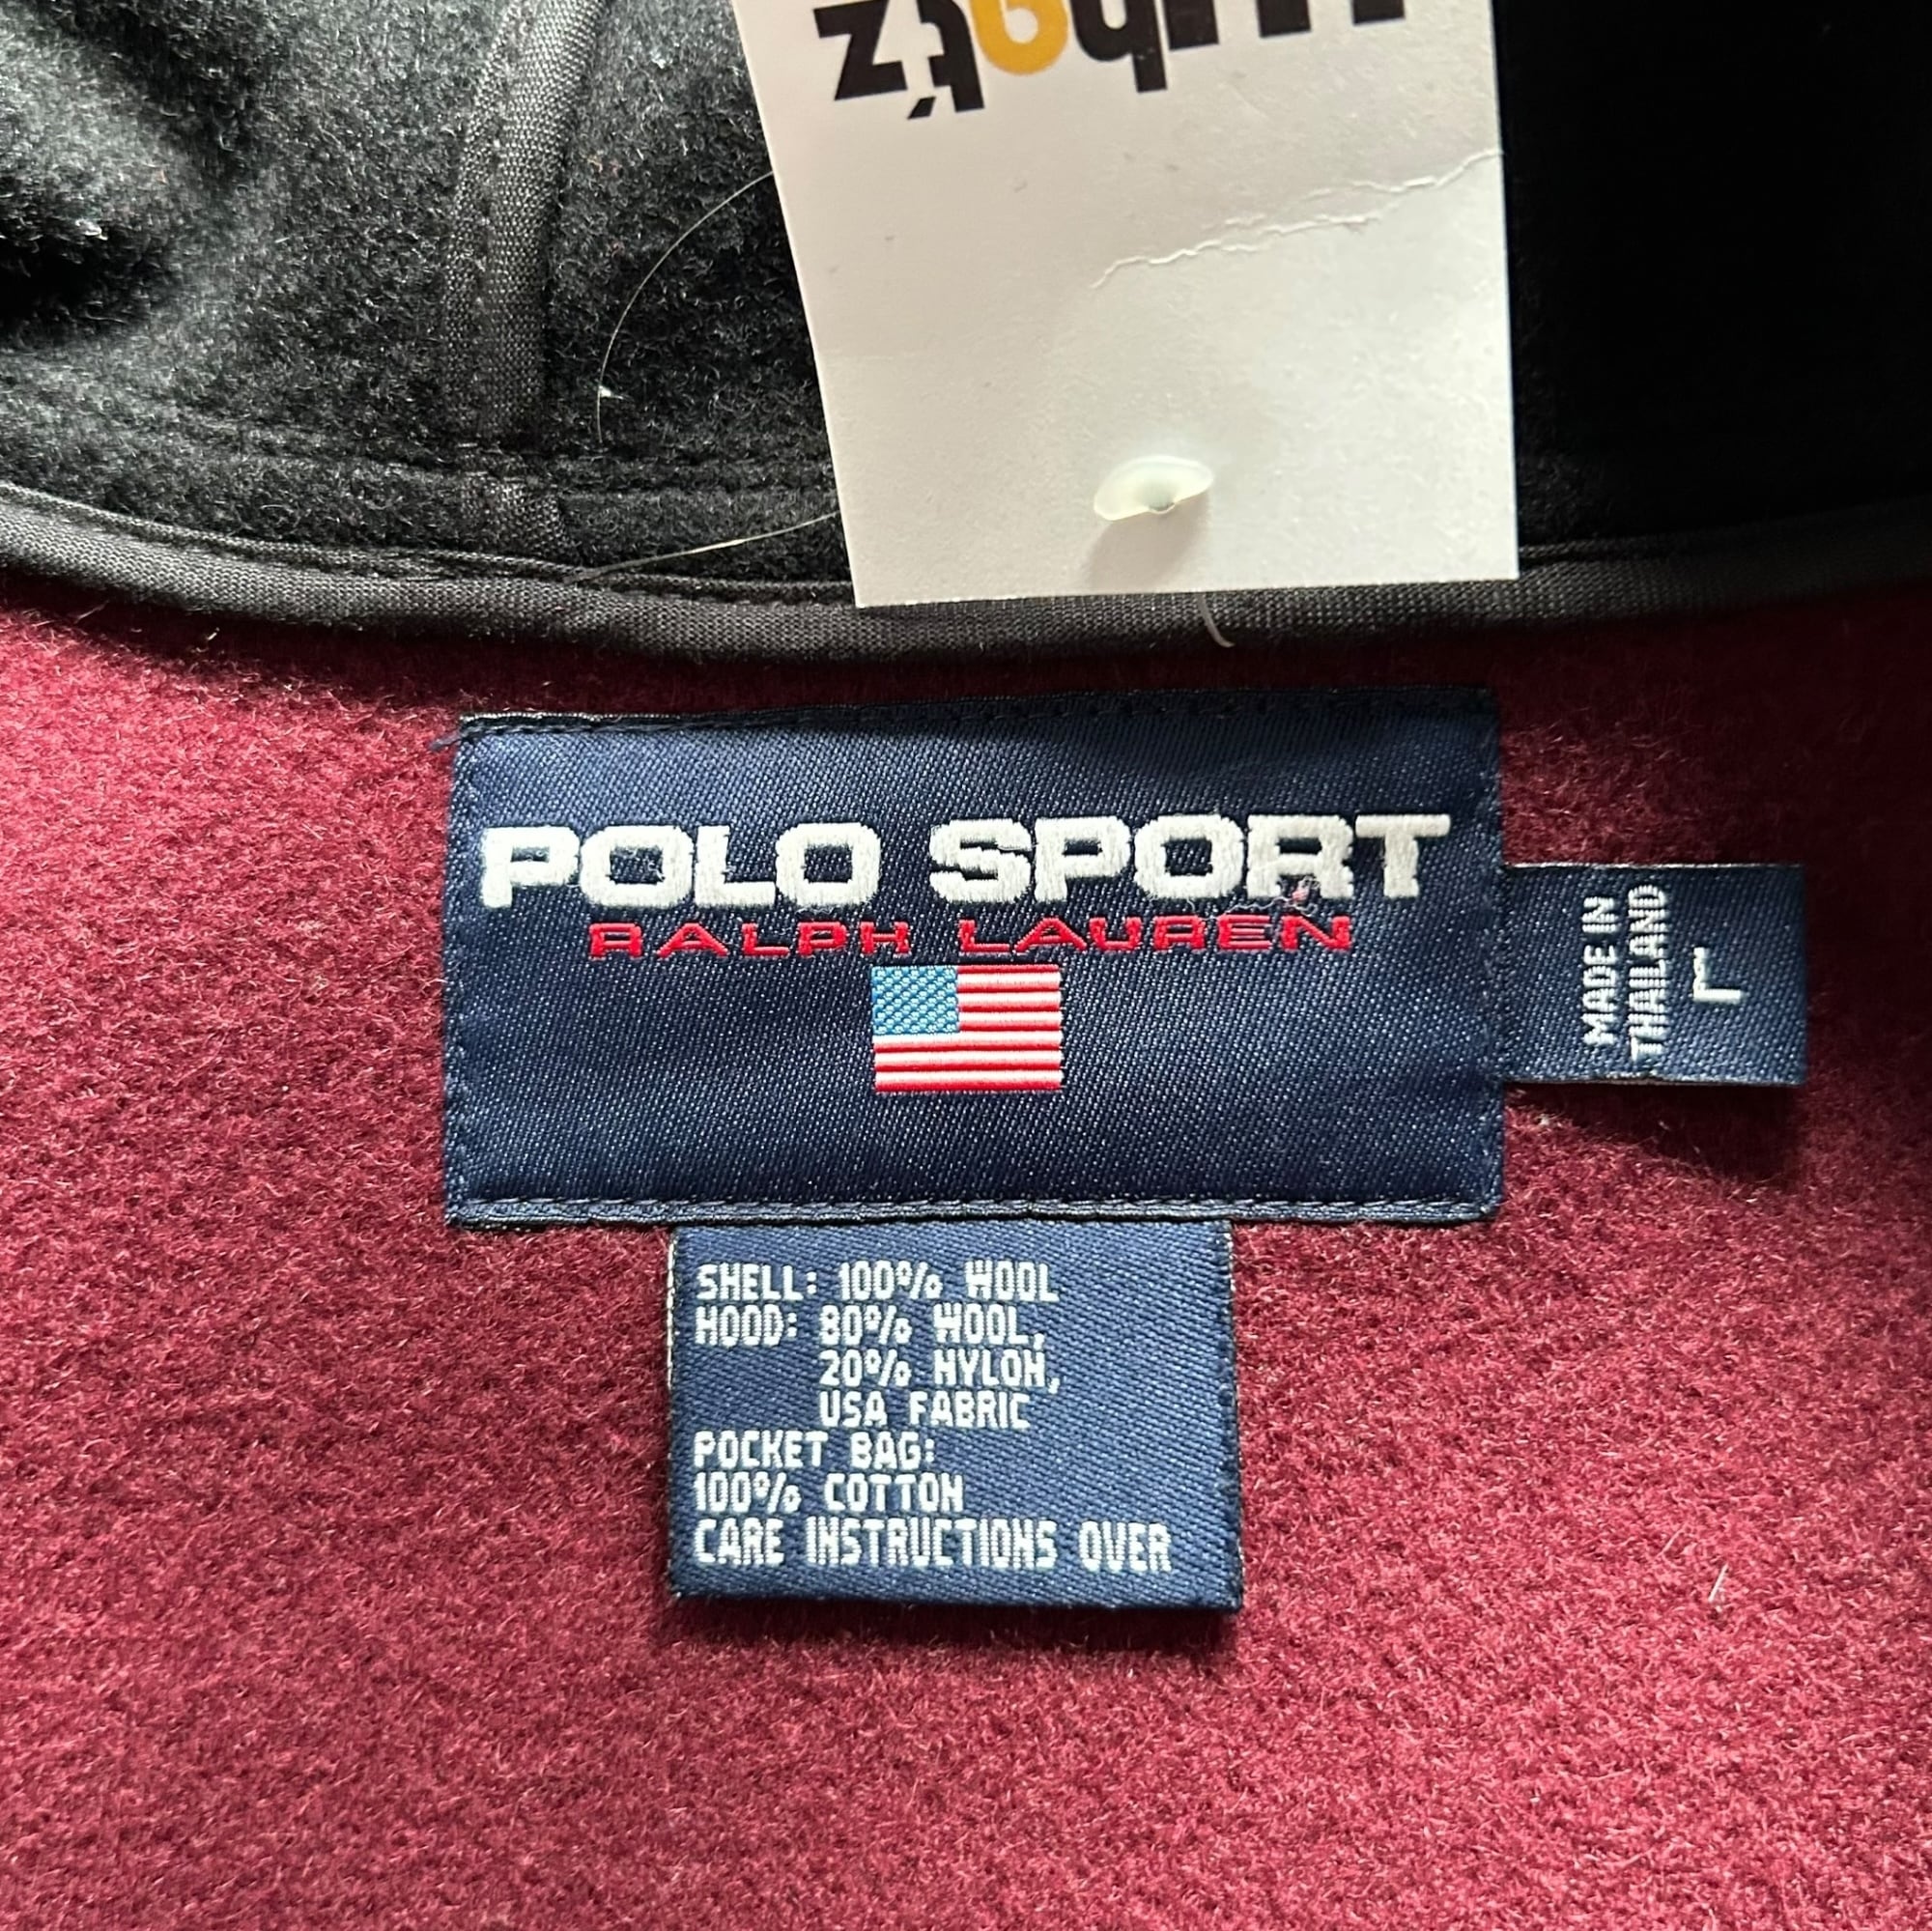 POLO SPORT
RALPH LAUREN
MADE IN
THAILAND
L
SHELL: 100% WOOL
HOOD: 80% WOOL,
20% NYLON,
USA FABRIC
POCKET BAG:
100% COTTON
CARE INSTRUCTIONS OVER